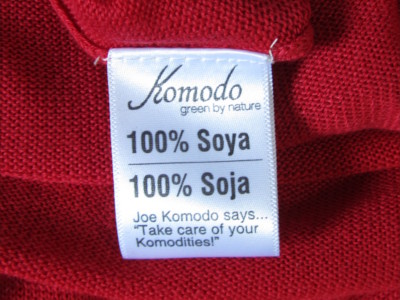 Komodo
green by nature
100% Soya
100% Soja
Joe Komodo says...
"Take care of your
Komodities!"